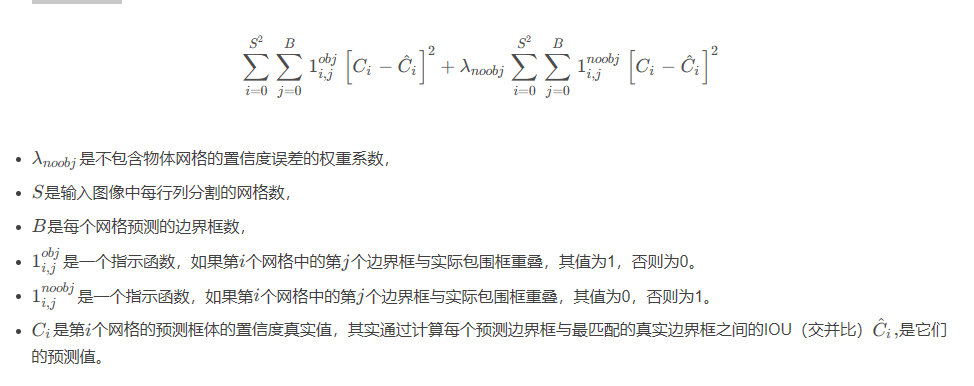 $$\sum_{i=0}^{S^2}\sum_{j=0}^{B} 1_{i,j}^{obj}\left[C_i-\hat{C}_i\right]^2+\lambda_{noobj}\sum_{i=0}^{S^2}\sum_{j=0}^{B} 1_{i,j}^{noobj}\left[C_i-\hat{C}_i\right]^2$$
• $\lambda_{noobj}$是不包含物体网格的置信度误差的权重系数，
• $S$是输入图像中每行列分割的网格数，
• $B$是每个网格预测的边界框数，
• $1_{i,j}^{obj}$是一个指示函数，如果第$i$个网格中的第$j$个边界框与实际包围框重叠，其值为1，否则为0。
• $1_{i,j}^{noobj}$是一个指示函数，如果第$i$个网格中的第$j$个边界框与实际包围框重叠，其值为0，否则为1。
• $C_i$是第$i$个网格的预测框体的置信度真实值，其实通过计算每个预测边界框与最匹配的真实边界框之间的IOU（交并比）$\hat{C}_i$,是它们
的预测值。